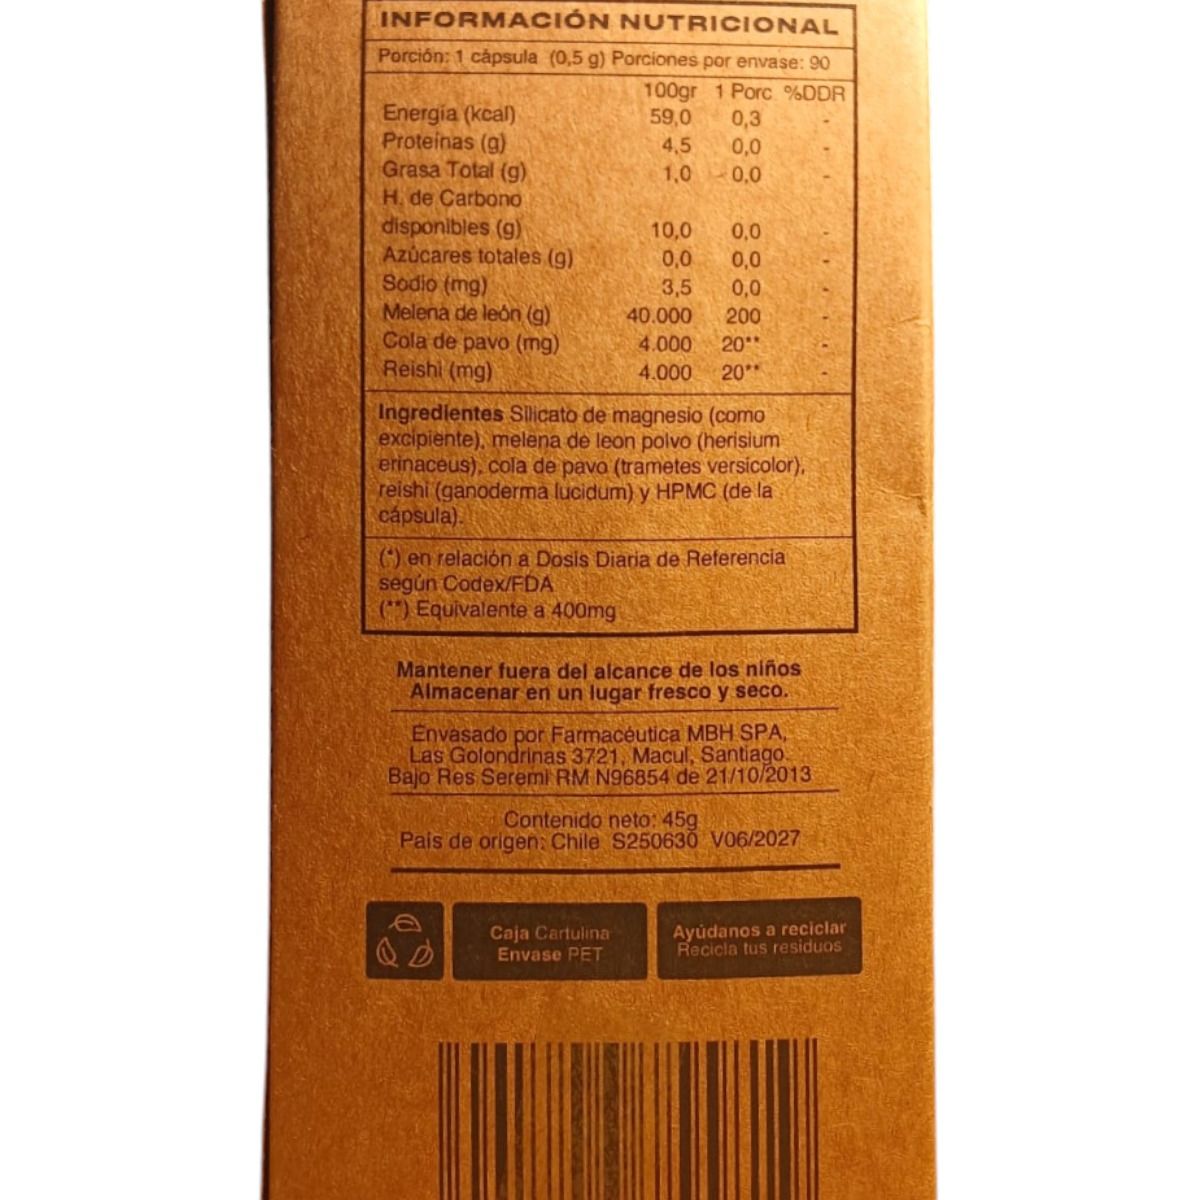 INFORMACIÓN NUTRICIONAL
Porción: 1 cápsula (0,5 g) Porciones por envase: 90
100gr 1 Porc %DDR
Energía (kcal) 59,0 0,3 -
Proteínas (g) 4,5 0,0 -
Grasa Total (g) 1,0 0,0 -
H. de Carbono
disponibles (g) 10,0 0,0 -
Azúcares totales (g) 0,0 0,0 -
Sodio (mg) 3,5 0,0 -
Melena de león (g) 40.000 200 -
Cola de pavo (mg) 4.000 20** -
Reishi (mg) 4.000 20** -
Ingredientes Silicato de magnesio (como
excipiente), melena de leon polvo (herisium
erinaceus), cola de pavo (trametes versicolor),
reishi (ganoderma lucidum) y HPMC (de la
cápsula).
(*) en relación a Dosis Diaria de Referencia
según Codex/FDA
(**) Equivalente a 400mg
Mantener fuera del alcance de los niños
Almacenar en un lugar fresco y seco.
Envasado por Farmacéutica MBH SPA,
Las Golondrinas 3721, Macul, Santiago.
Bajo Res Seremi RM N96854 de 21/10/2013
Contenido neto: 45g
País de origen: Chile S250630 V06/2027
Caja Cartulina
Envase PET
Ayúdanos a reciclar
Recicla tus residuos